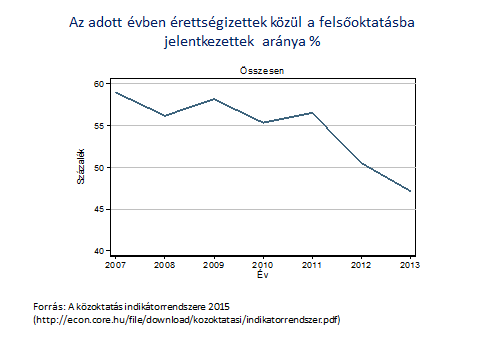 Az adott évben érettségizettek közül a felsőoktatásba
jelentkezettek aránya %
Összesen
60
55
50
45
40
Százalék
2007 2008 2009 2010 2011 2012 2013
Év
Forrás: A közoktatás indikátorrendszere 2015
(http://econ.core.hu/file/download/kozoktatasi/indikatorrendszer.pdf)